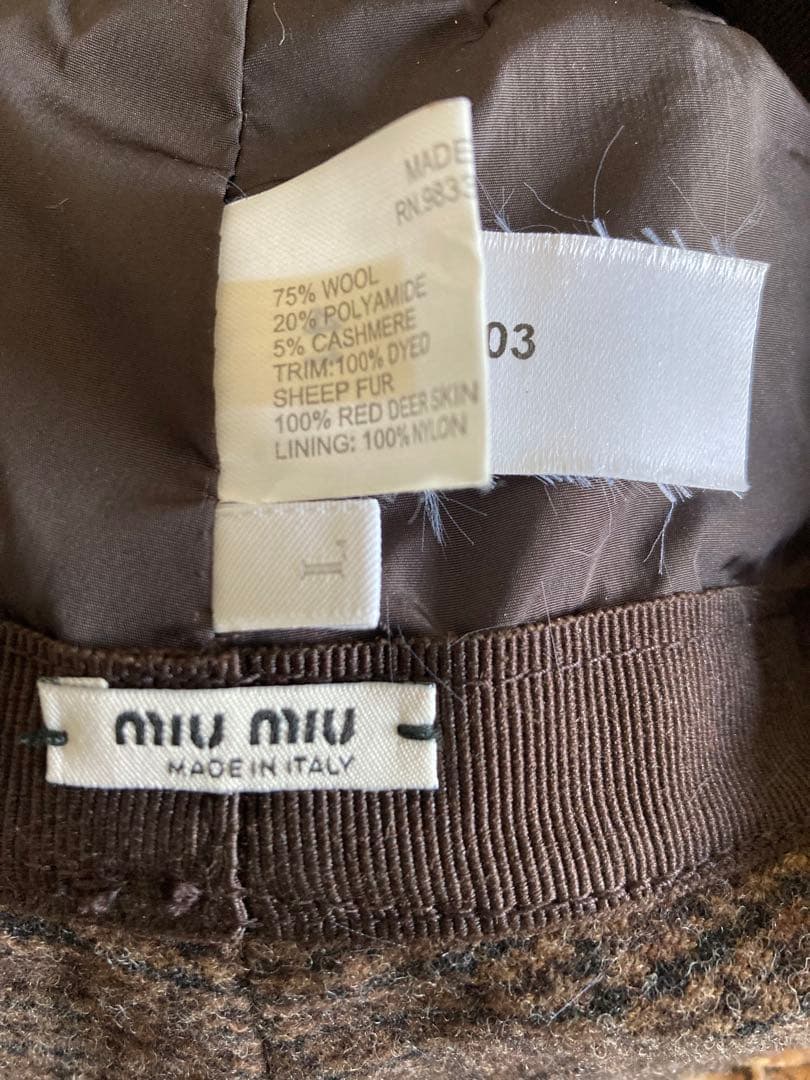 MADE
RN.983
75% WOOL
20% POLYAMIDE
5% CASHMERE
TRIM:100% DYED
SHEEP FUR
100% RED DEER SKIN
LINING: 100% NYLON
03
L
miu miu
MADE IN ITALY